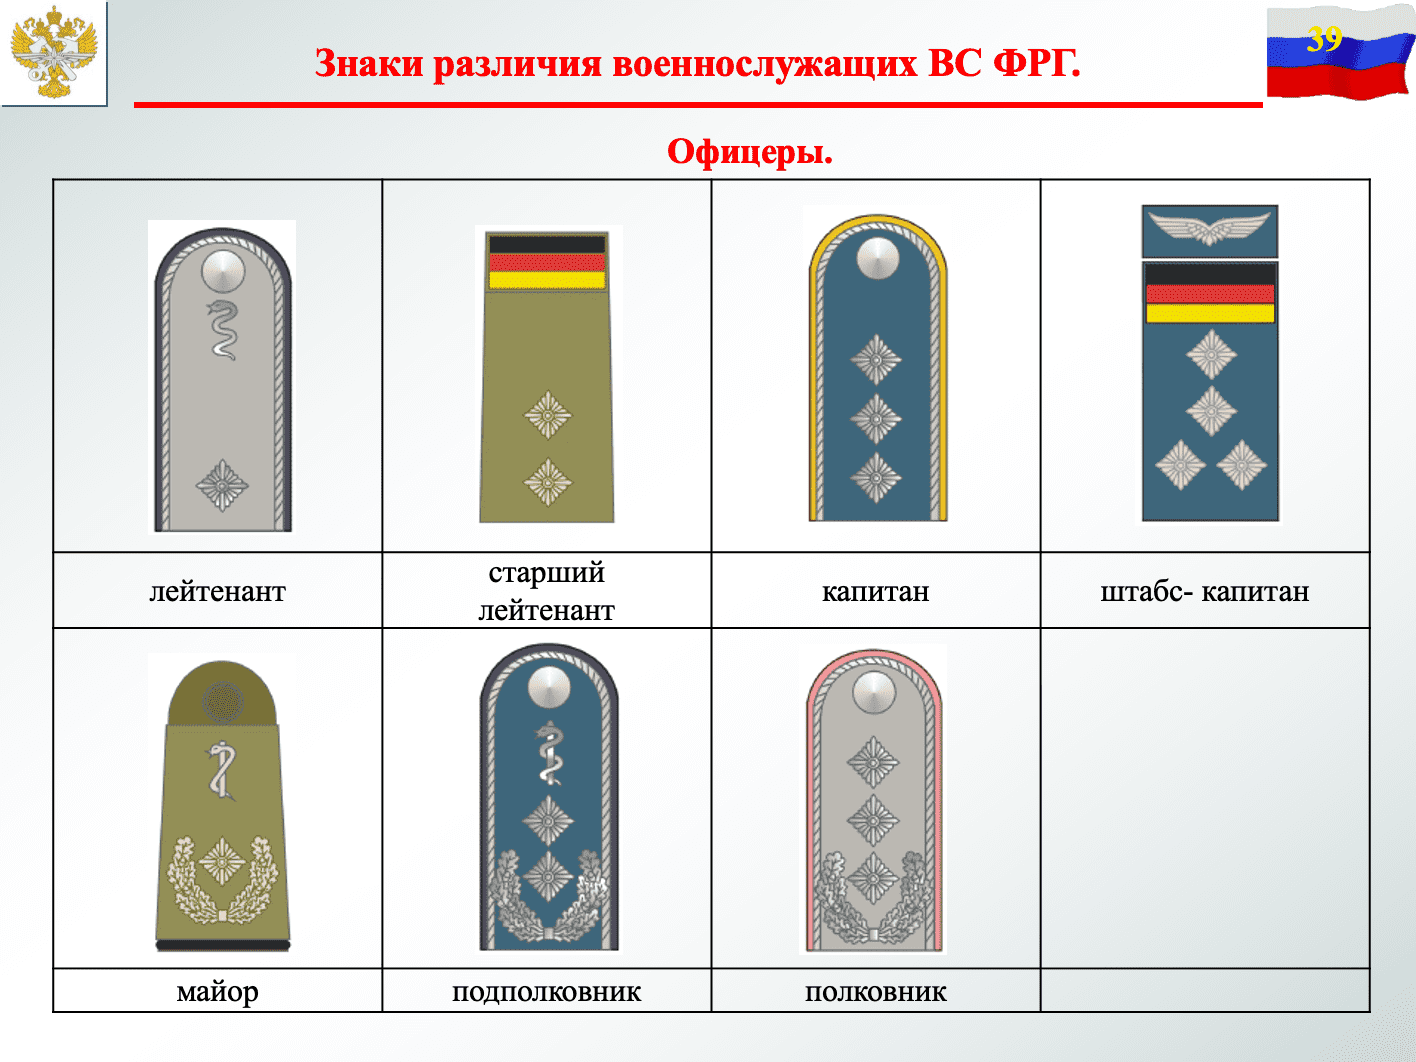 39
Знаки различия военнослужащих ВС ФРГ.
Офицеры.
лейтенант
старший
лейтенант
капитан
штабс- капитан
майор
подполковник
полковник